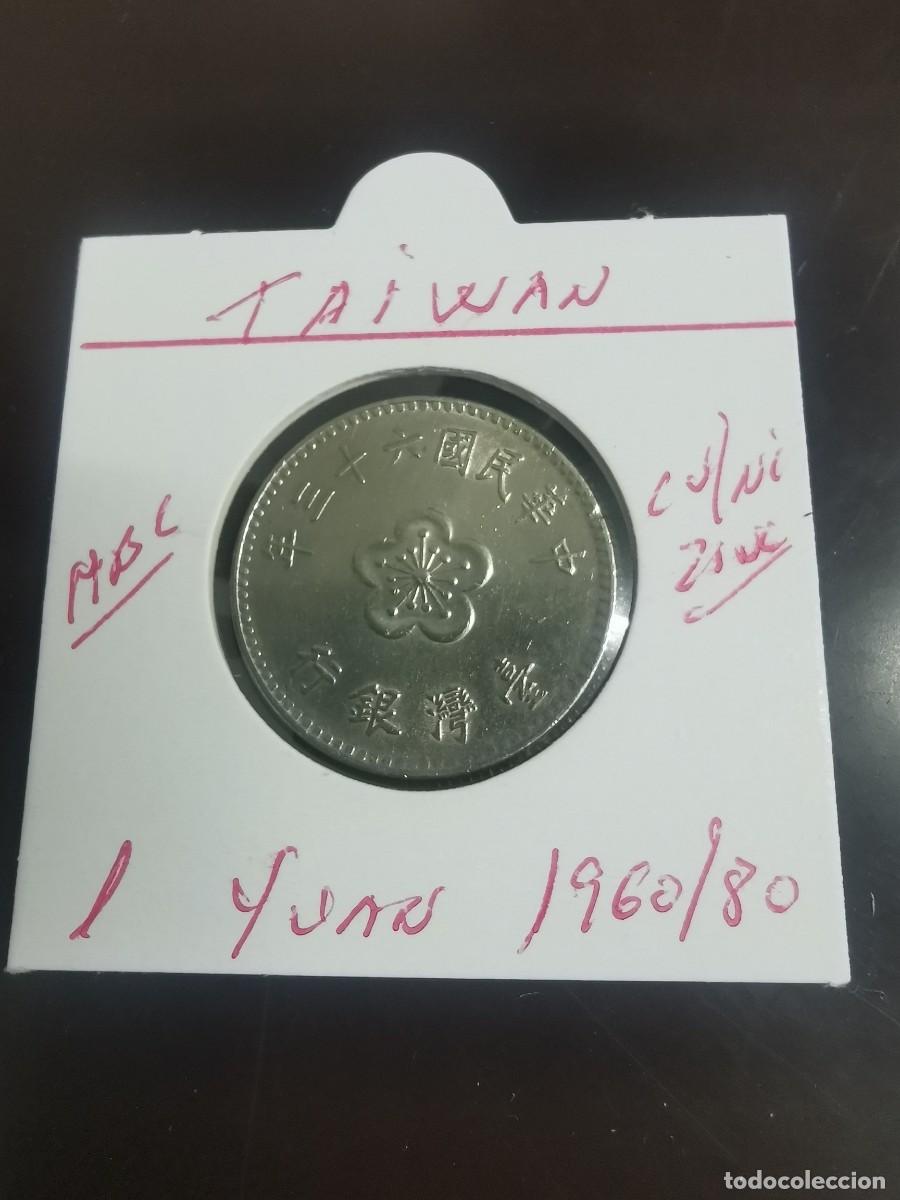 TAiWAN
中華民國六十三年
MBC
CU/Ni
Zinc
臺灣銀行
1 YUAN 1960/80
todocoleccion